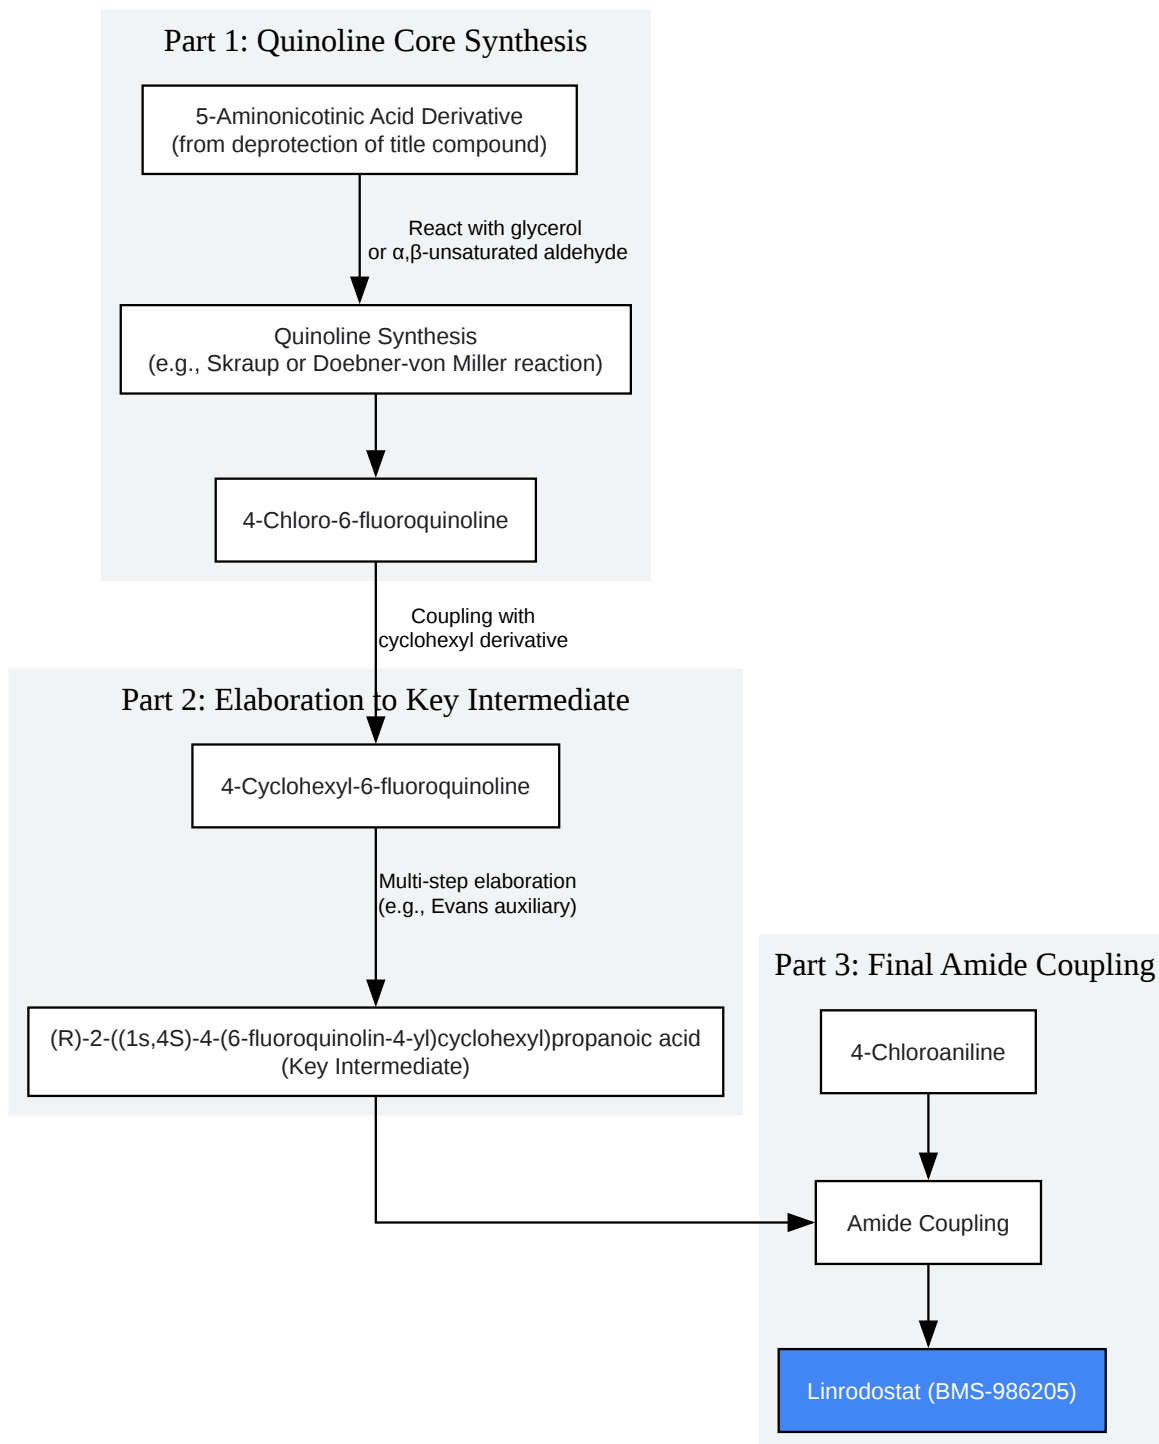 Part 1: Quinoline Core Synthesis
5-Aminonicotinic Acid Derivative
(from deprotection of title compound)
React with glycerol
or α,β-unsaturated aldehyde
Quinoline Synthesis
(e.g., Skraup or Doebner-von Miller reaction)
4-Chloro-6-fluoroquinoline
Coupling with
cyclohexyl derivative
Part 2: Elaboration to Key Intermediate
4-Cyclohexyl-6-fluoroquinoline
Multi-step elaboration
(e.g., Evans auxiliary)
(R)-2-((1s,4S)-4-(6-fluoroquinolin-4-yl)cyclohexyl)propanoic acid
(Key Intermediate)
Part 3: Final Amide Coupling
4-Chloroaniline
Amide Coupling
Linrodostat (BMS-986205)